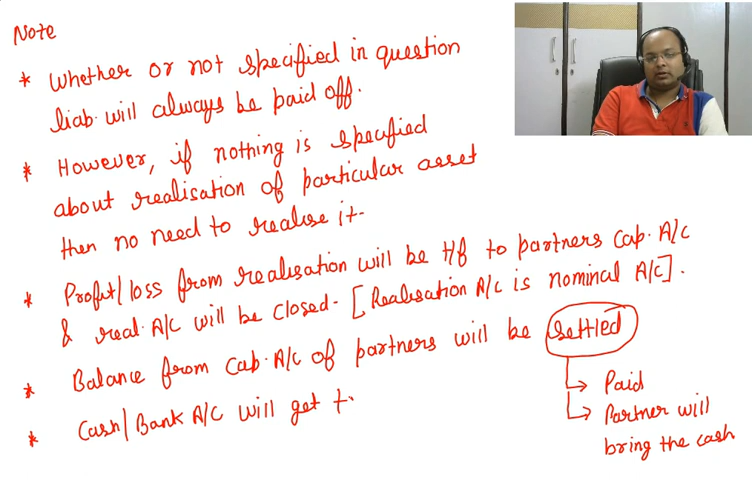 Note
* Whether or not specified in question
liab. will always be paid off.
* However, if nothing is specified
about realisation of particular asset
then no need to realise it-
* Profit/loss from realisation will be t/f to partners cap. A/c
& real. A/c will be closed- [Realisation A/c is nominal A/c].
* Balance from cap. A/c of partners will be settled
→ Paid
→ Partner will
bring the cash
* Cash/Bank A/c will get t